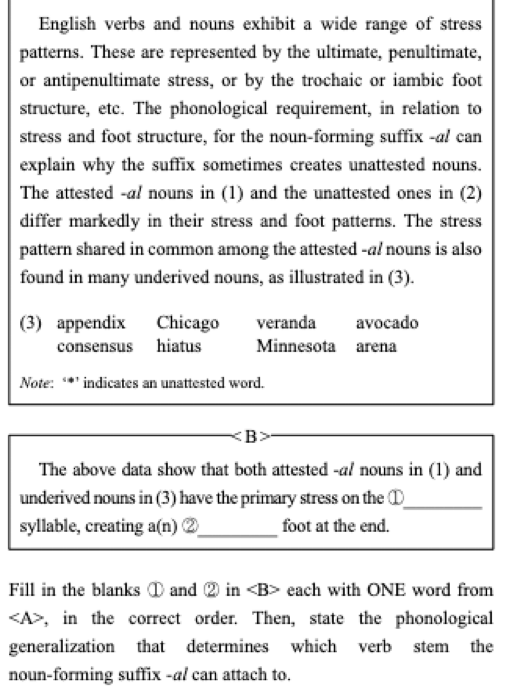 English verbs and nouns exhibit a wide range of stress
patterns. These are represented by the ultimate, penultimate,
or antipenultimate stress, or by the trochaic or iambic foot
structure, etc. The phonological requirement, in relation to
stress and foot structure, for the noun-forming suffix -al can
explain why the suffix sometimes creates unattested nouns.
The attested -al nouns in (1) and the unattested ones in (2)
differ markedly in their stress and foot patterns. The stress
pattern shared in common among the attested -al nouns is also
found in many underived nouns, as illustrated in (3).
(3) appendix Chicago veranda avocado
consensus hiatus Minnesota arena
Note: ‘*’ indicates an unattested word.
<B>
The above data show that both attested -al nouns in (1) and
underived nouns in (3) have the primary stress on the ①________
syllable, creating a(n) ②________ foot at the end.
Fill in the blanks ① and ② in <B> each with ONE word from
<A>, in the correct order. Then, state the phonological
generalization that determines which verb stem the
noun-forming suffix -al can attach to.